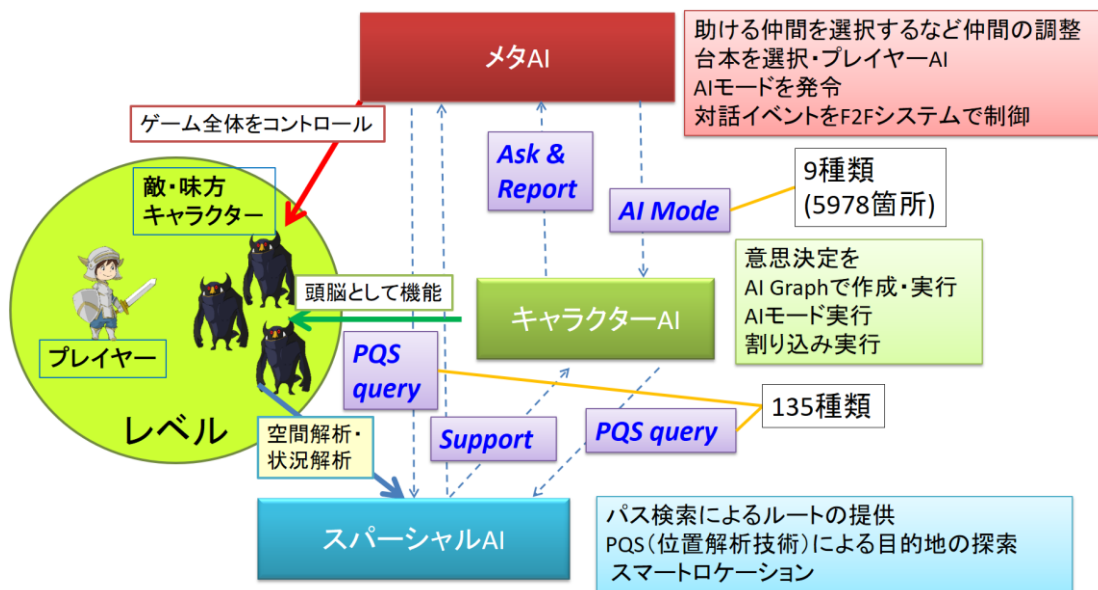 メタAI
助ける仲間を選択するなど仲間の調整
台本を選択・プレイヤーAI
AIモードを発令
対話イベントをF2Fシステムで制御
ゲーム全体をコントロール
敵・味方
キャラクター
プレイヤー
レベル
Ask &
Report
AI Mode
9種類
(5978箇所)
頭脳として機能
キャラクターAI
意思決定を
AI Graphで作成・実行
AIモード実行
割り込み実行
PQS
query
135種類
Support
PQS query
空間解析・
状況解析
スパーシャルAI
パス検索によるルートの提供
PQS(位置解析技術)による目的地の探索
スマートロケーション